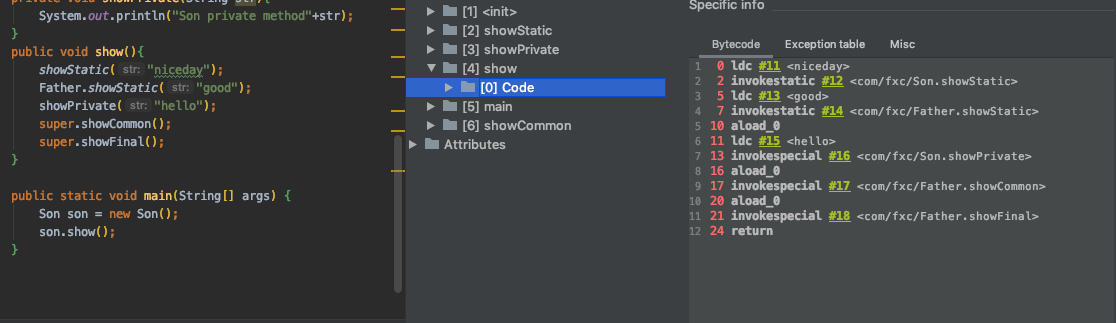 private void showPrivate(String str){
System.out.println("Son private method"+str);
}
public void show(){
showStatic( str: "niceday");
Father.showStatic( str: "good");
showPrivate( str: "hello");
super.showCommon();
super.showFinal();
}
public static void main(String[] args) {
Son son = new Son();
son.show();
}
[1] <init>
[2] showStatic
[3] showPrivate
[4] show
[0] Code
[5] main
[6] showCommon
Attributes
Specific info
Bytecode Exception table Misc
1 0 ldc #11 <niceday>
2 2 invokestatic #12 <com/fxc/Son.showStatic>
3 5 ldc #13 <good>
4 7 invokestatic #14 <com/fxc/Father.showStatic>
5 10 aload_0
6 11 ldc #15 <hello>
7 13 invokespecial #16 <com/fxc/Son.showPrivate>
8 16 aload_0
9 17 invokespecial #17 <com/fxc/Father.showCommon>
10 20 aload_0
11 21 invokespecial #18 <com/fxc/Father.showFinal>
12 24 return